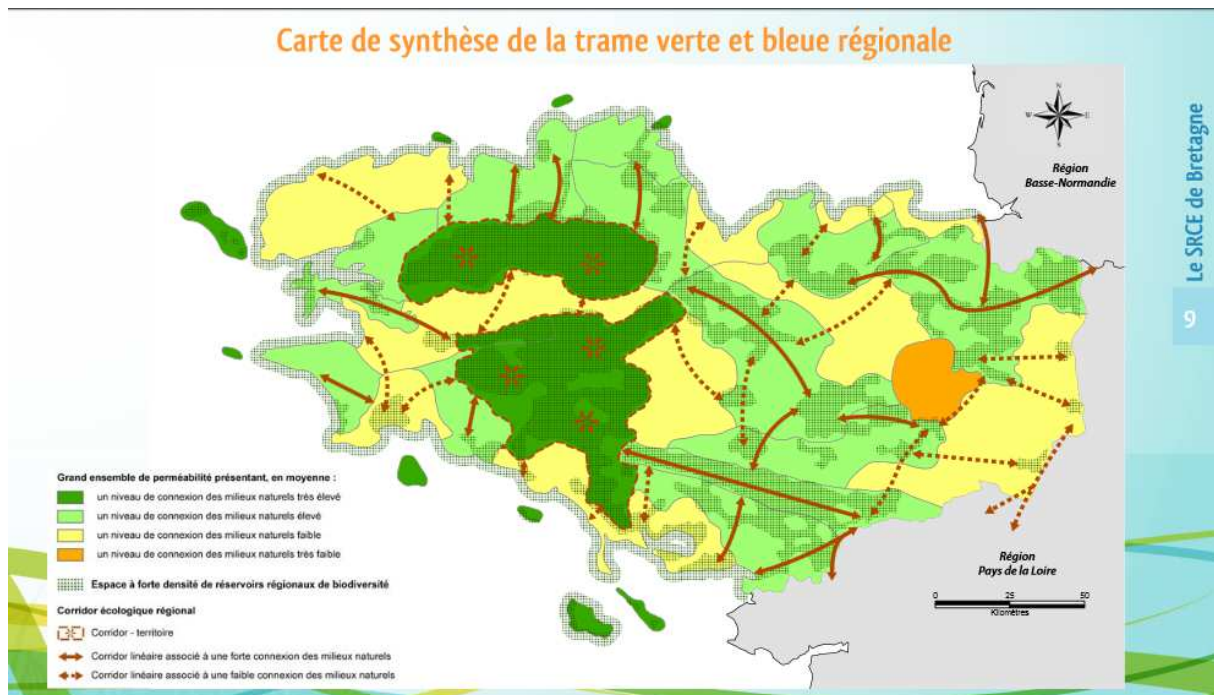 Carte de synthèse de la trame verte et bleue régionale
N
W
E
S
Région
Basse-Normandie
Le SRCE de Bretagne
9
Grand ensemble de perméabilité présentant, en moyenne :
un niveau de connexion des milieux naturels très élevé
un niveau de connexion des milieux naturels élevé
un niveau de connexion des milieux naturels faible
un niveau de connexion des milieux naturels très faible
Espace à forte densité de réservoirs régionaux de biodiversité
Corridor écologique régional
Corridor - territoire
Corridor linéaire associé à une forte connexion des milieux naturels
Corridor linéaire associé à une faible connexion des milieux naturels
Région
Pays de la Loire
0 25 50
Kilomètres